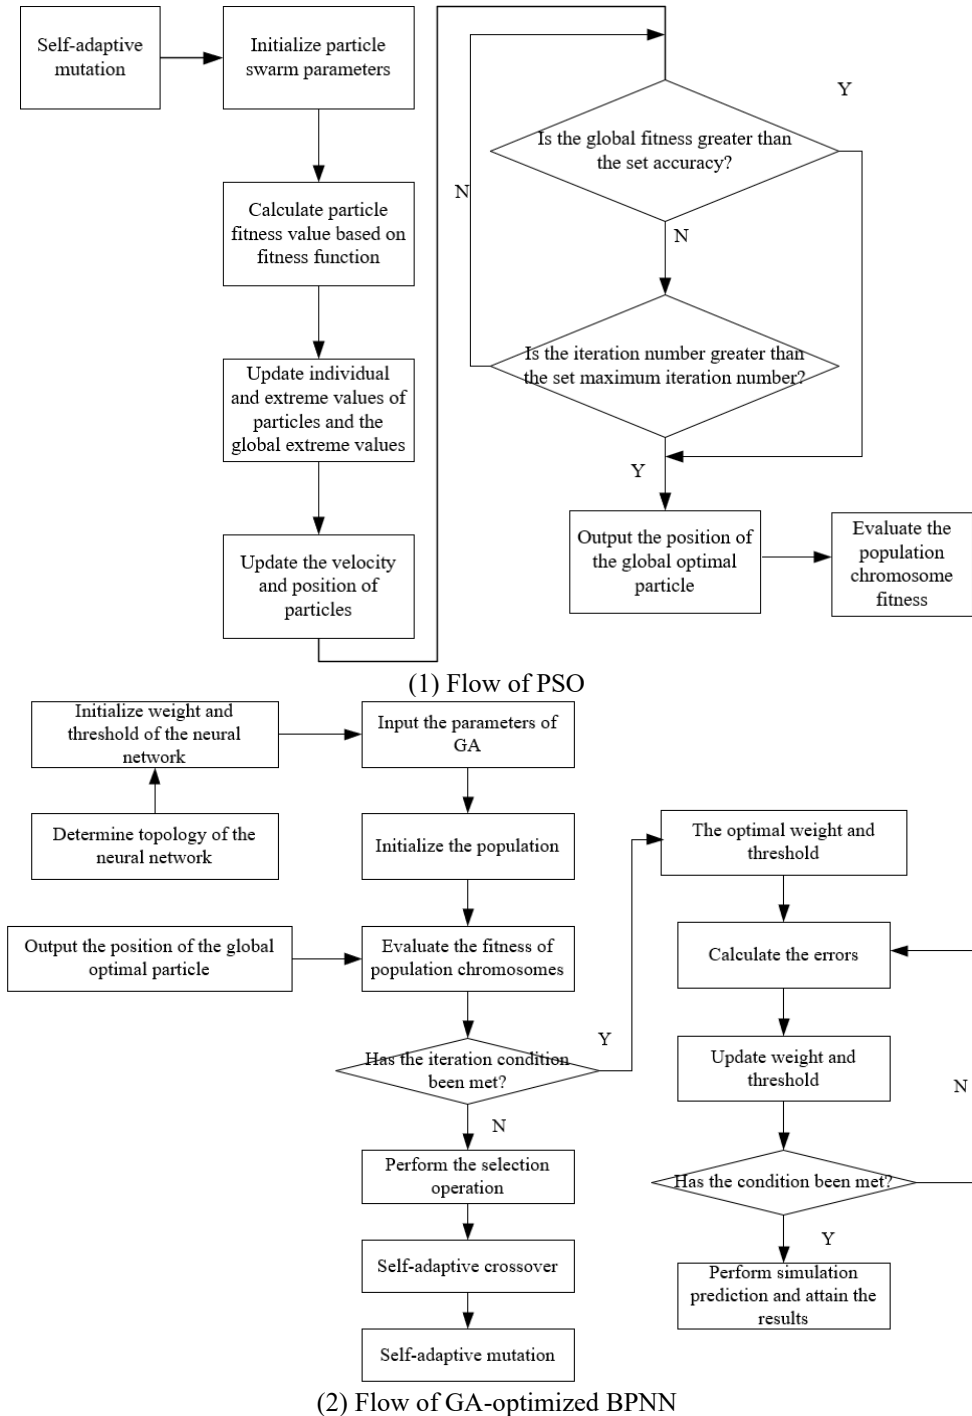 Self-adaptive
mutation
Initialize particle
swarm parameters
Calculate particle
fitness value based on
fitness function
Update individual
and extreme values of
particles and the
global extreme values
Update the velocity
and position of
particles
Y
Is the global fitness greater than
the set accuracy?
N
N
Is the iteration number greater than
the set maximum iteration number?
Y
Output the position of
the global optimal
particle
Evaluate the
population
chromosome
fitness
(1) Flow of PSO
Initialize weight and
threshold of the neural
network
Input the parameters of
GA
Determine topology of the
neural network
Initialize the population
Output the position of the global
optimal particle
Evaluate the fitness of
population chromosomes
Has the iteration condition
been met?
Y
N
Perform the selection
operation
Self-adaptive crossover
Self-adaptive mutation
The optimal weight and
threshold
Calculate the errors
Update weight and
threshold
N
Has the condition been met?
Y
Perform simulation
prediction and attain the
results
(2) Flow of GA-optimized BPNN